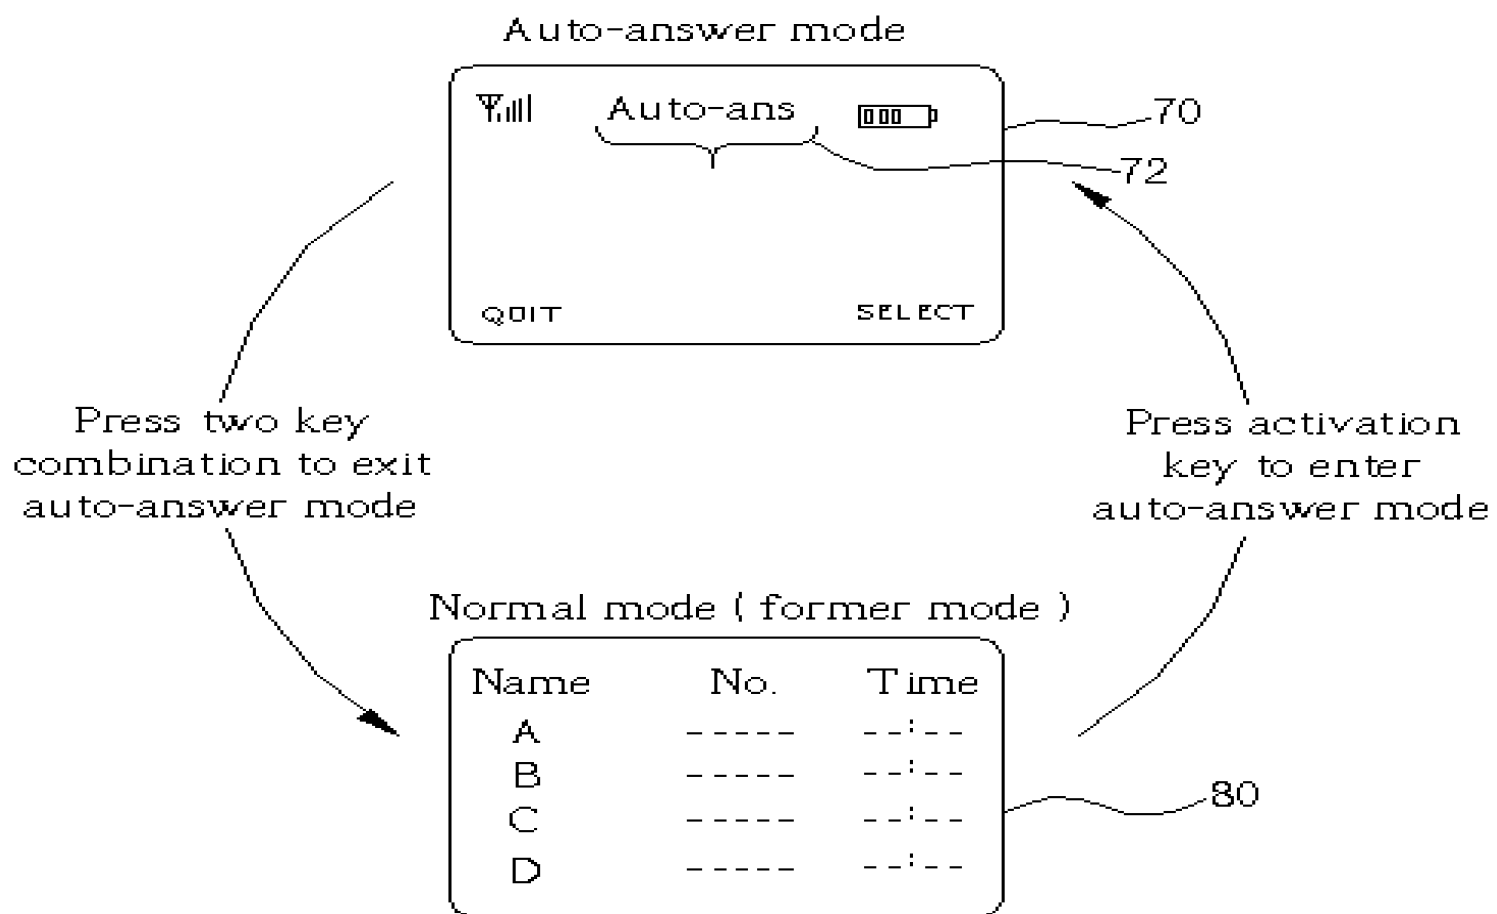 Auto-answer mode
Auto-ans
70
72
QUIT
SELECT
Press two key
combination to exit
auto-answer mode
Press activation
key to enter
auto-answer mode
Normal mode ( former mode )
Name No. Time
A ----- --:--
B ----- --:--
C ----- --:--
D ----- --:--
80